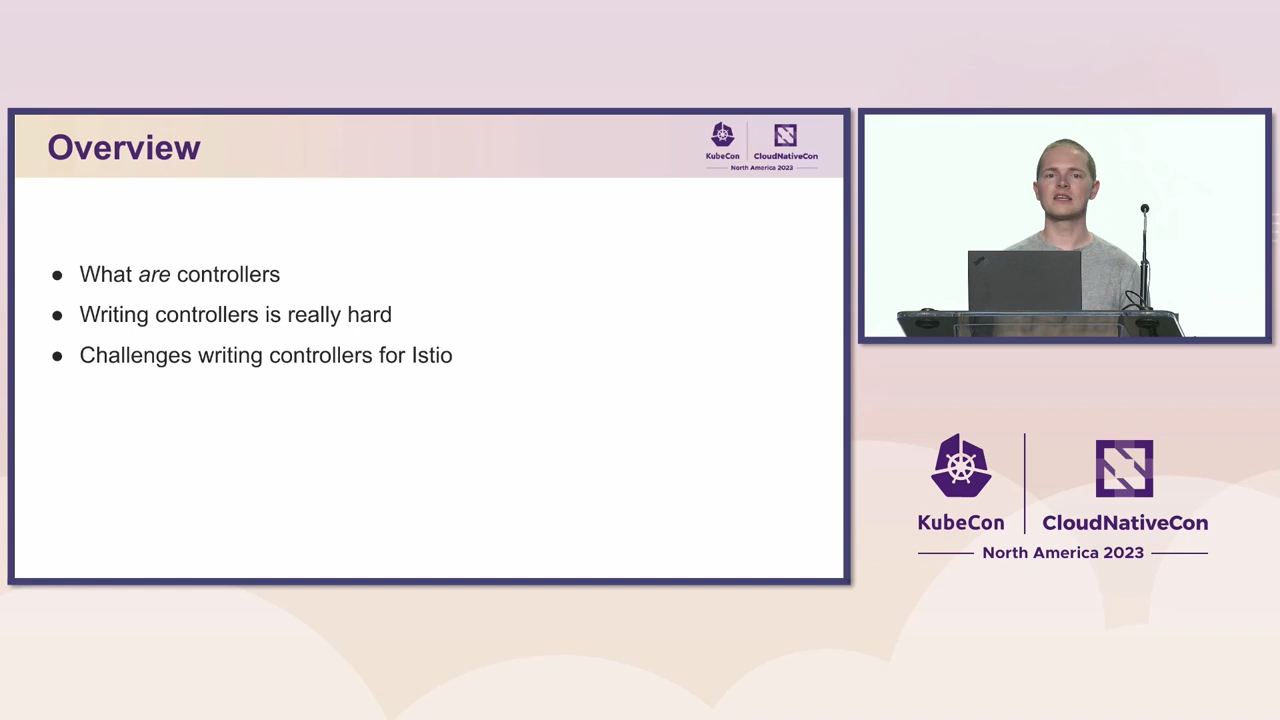 Overview
KubeCon
CloudNativeCon
North America 2023
● What are controllers
● Writing controllers is really hard
● Challenges writing controllers for Istio
KubeCon
CloudNativeCon
North America 2023